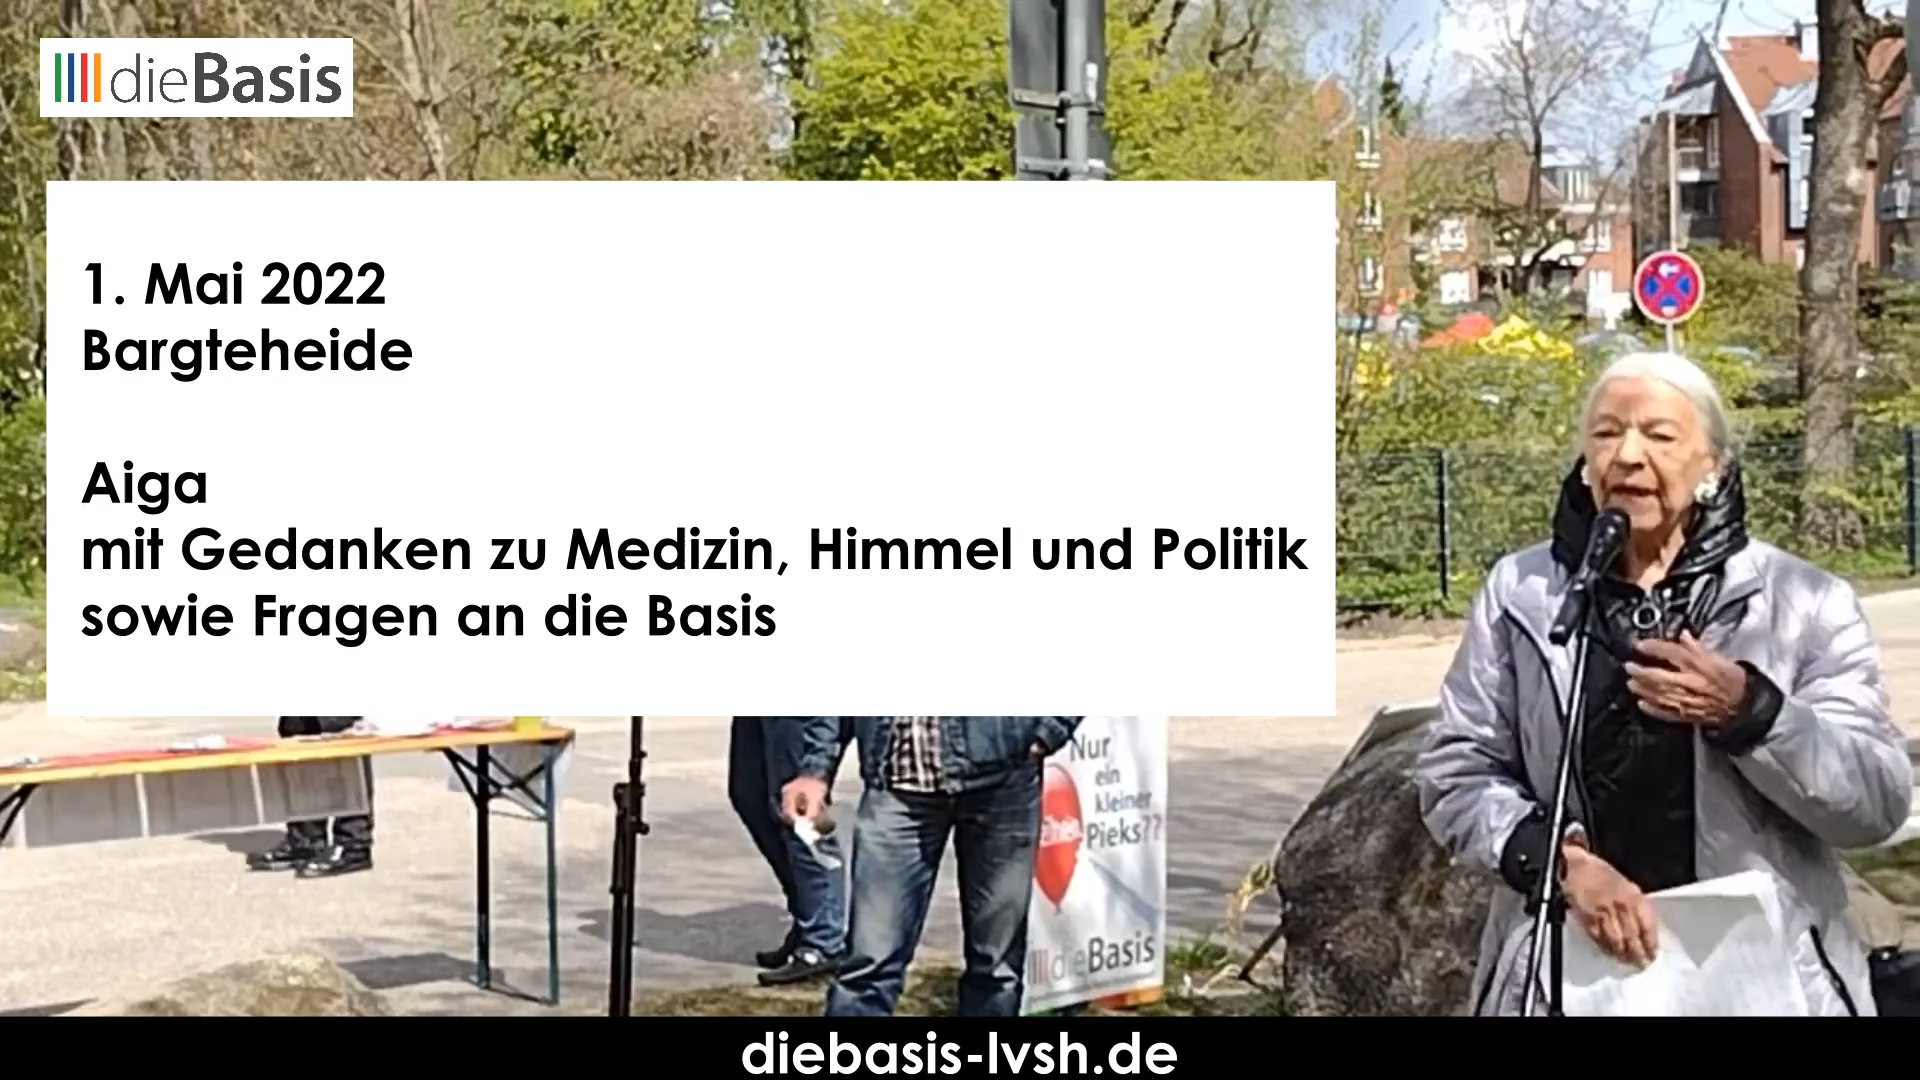 dieBasis
1. Mai 2022
Bargteheide
Aiga
mit Gedanken zu Medizin, Himmel und Politik
sowie Fragen an die Basis
Nur
ein
kleiner
Pieks??
dieBasis
diebasis-lvsh.de